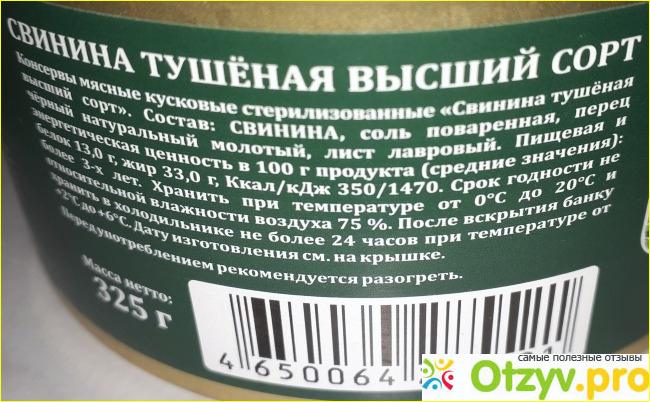 СВИНИНА ТУШЁНАЯ ВЫСШИЙ СОРТ
Консервы мясные кусковые стерилизованные «Свинина тушёная
высший сорт». Состав: СВИНИНА, соль поваренная, перец
чёрный натуральный молотый, лист лавровый. Пищевая и
энергетическая ценность в 100 г продукта (средние значения):
белок 13,0 г, жир 33,0 г, Ккал/кДж 350/1470. Срок годности не
более 3-х лет. Хранить при температуре от 0°С до 20°С и
относительной влажности воздуха 75 %. После вскрытия банку
хранить в холодильнике не более 24 часов при температуре от
+2°С до +6°С. Дату изготовления см. на крышке.
Перед употреблением рекомендуется разогреть.
Масса нетто:
325 г
4 650064
самые полезные отзывы
Otzyv.pro